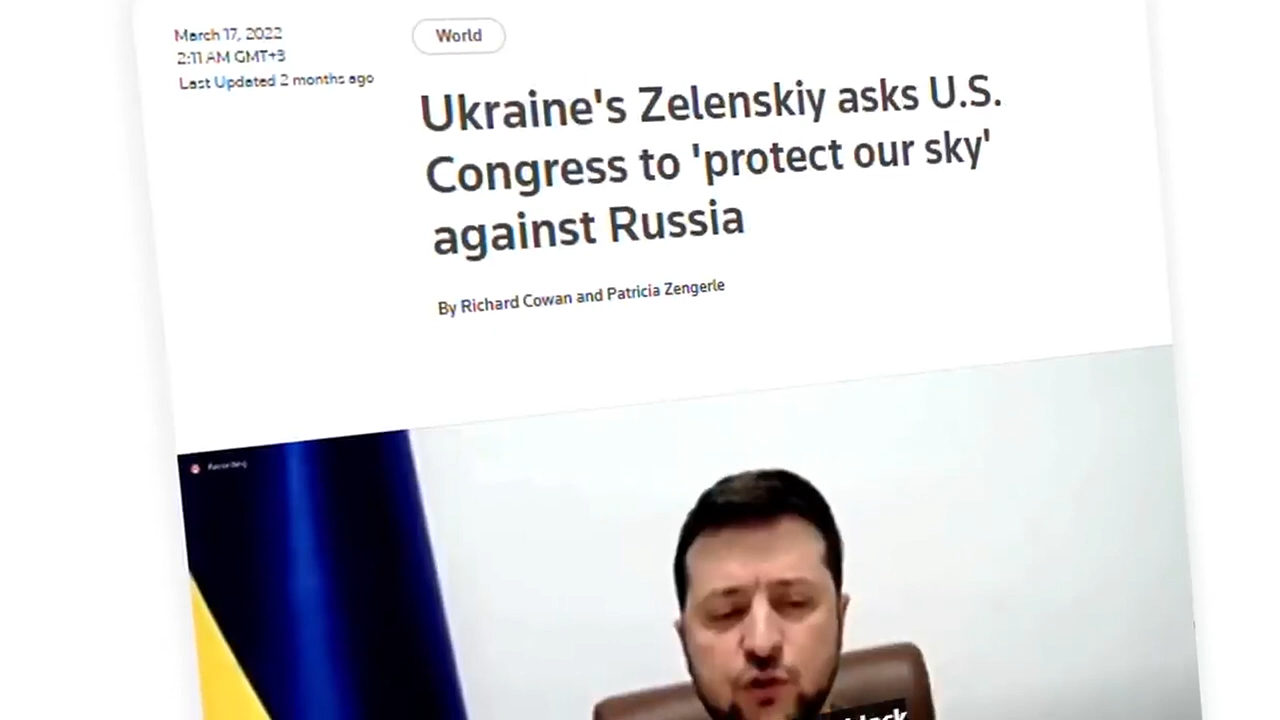 March 17, 2022
2:11 AM GMT+3
Last Updated 2 months ago
World
Ukraine's Zelenskiy asks U.S.
Congress to 'protect our sky'
against Russia
By Richard Cowan and Patricia Zengerle
Recording